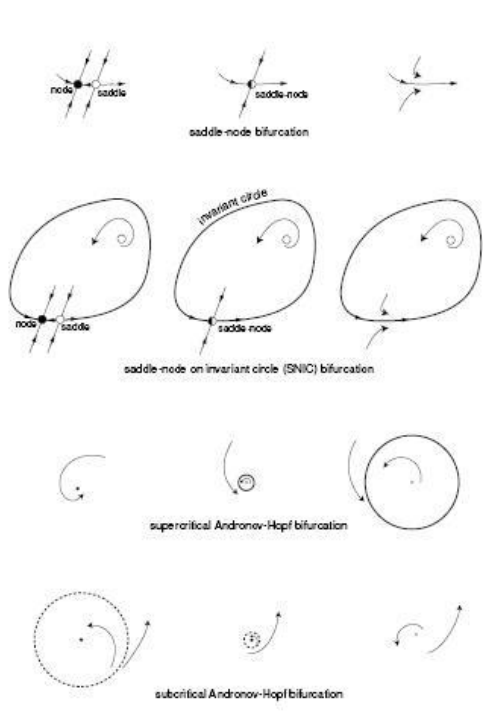 node
saddle
saddle-node
saddle-node bifurcation
invariant circle
node
saddle
saddle-node
saddle-node on invariant circle (SNIC) bifurcation
supercritical Andronov-Hopf bifurcation
subcritical Andronov-Hopf bifurcation